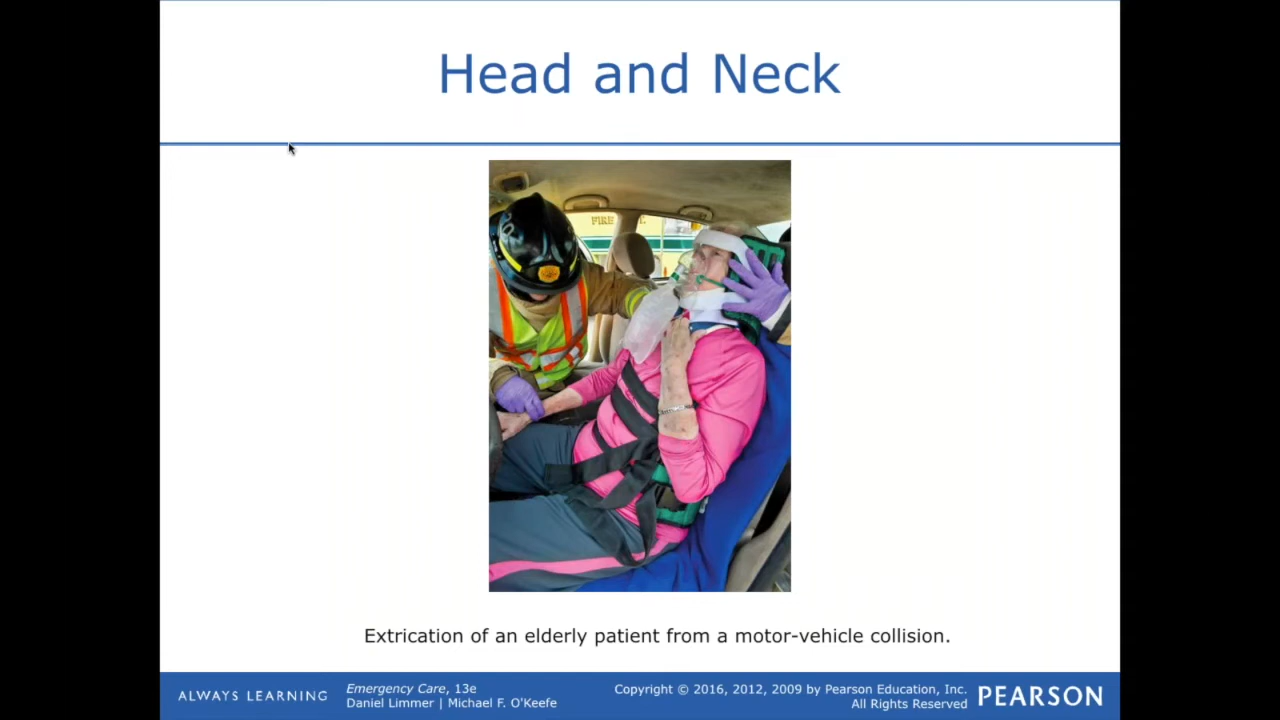 Head and Neck
FIRE
Extrication of an elderly patient from a motor-vehicle collision.
ALWAYS LEARNING
Emergency Care, 13e
Daniel Limmer | Michael F. O'Keefe
Copyright © 2016, 2012, 2009 by Pearson Education, Inc.
All Rights Reserved
PEARSON